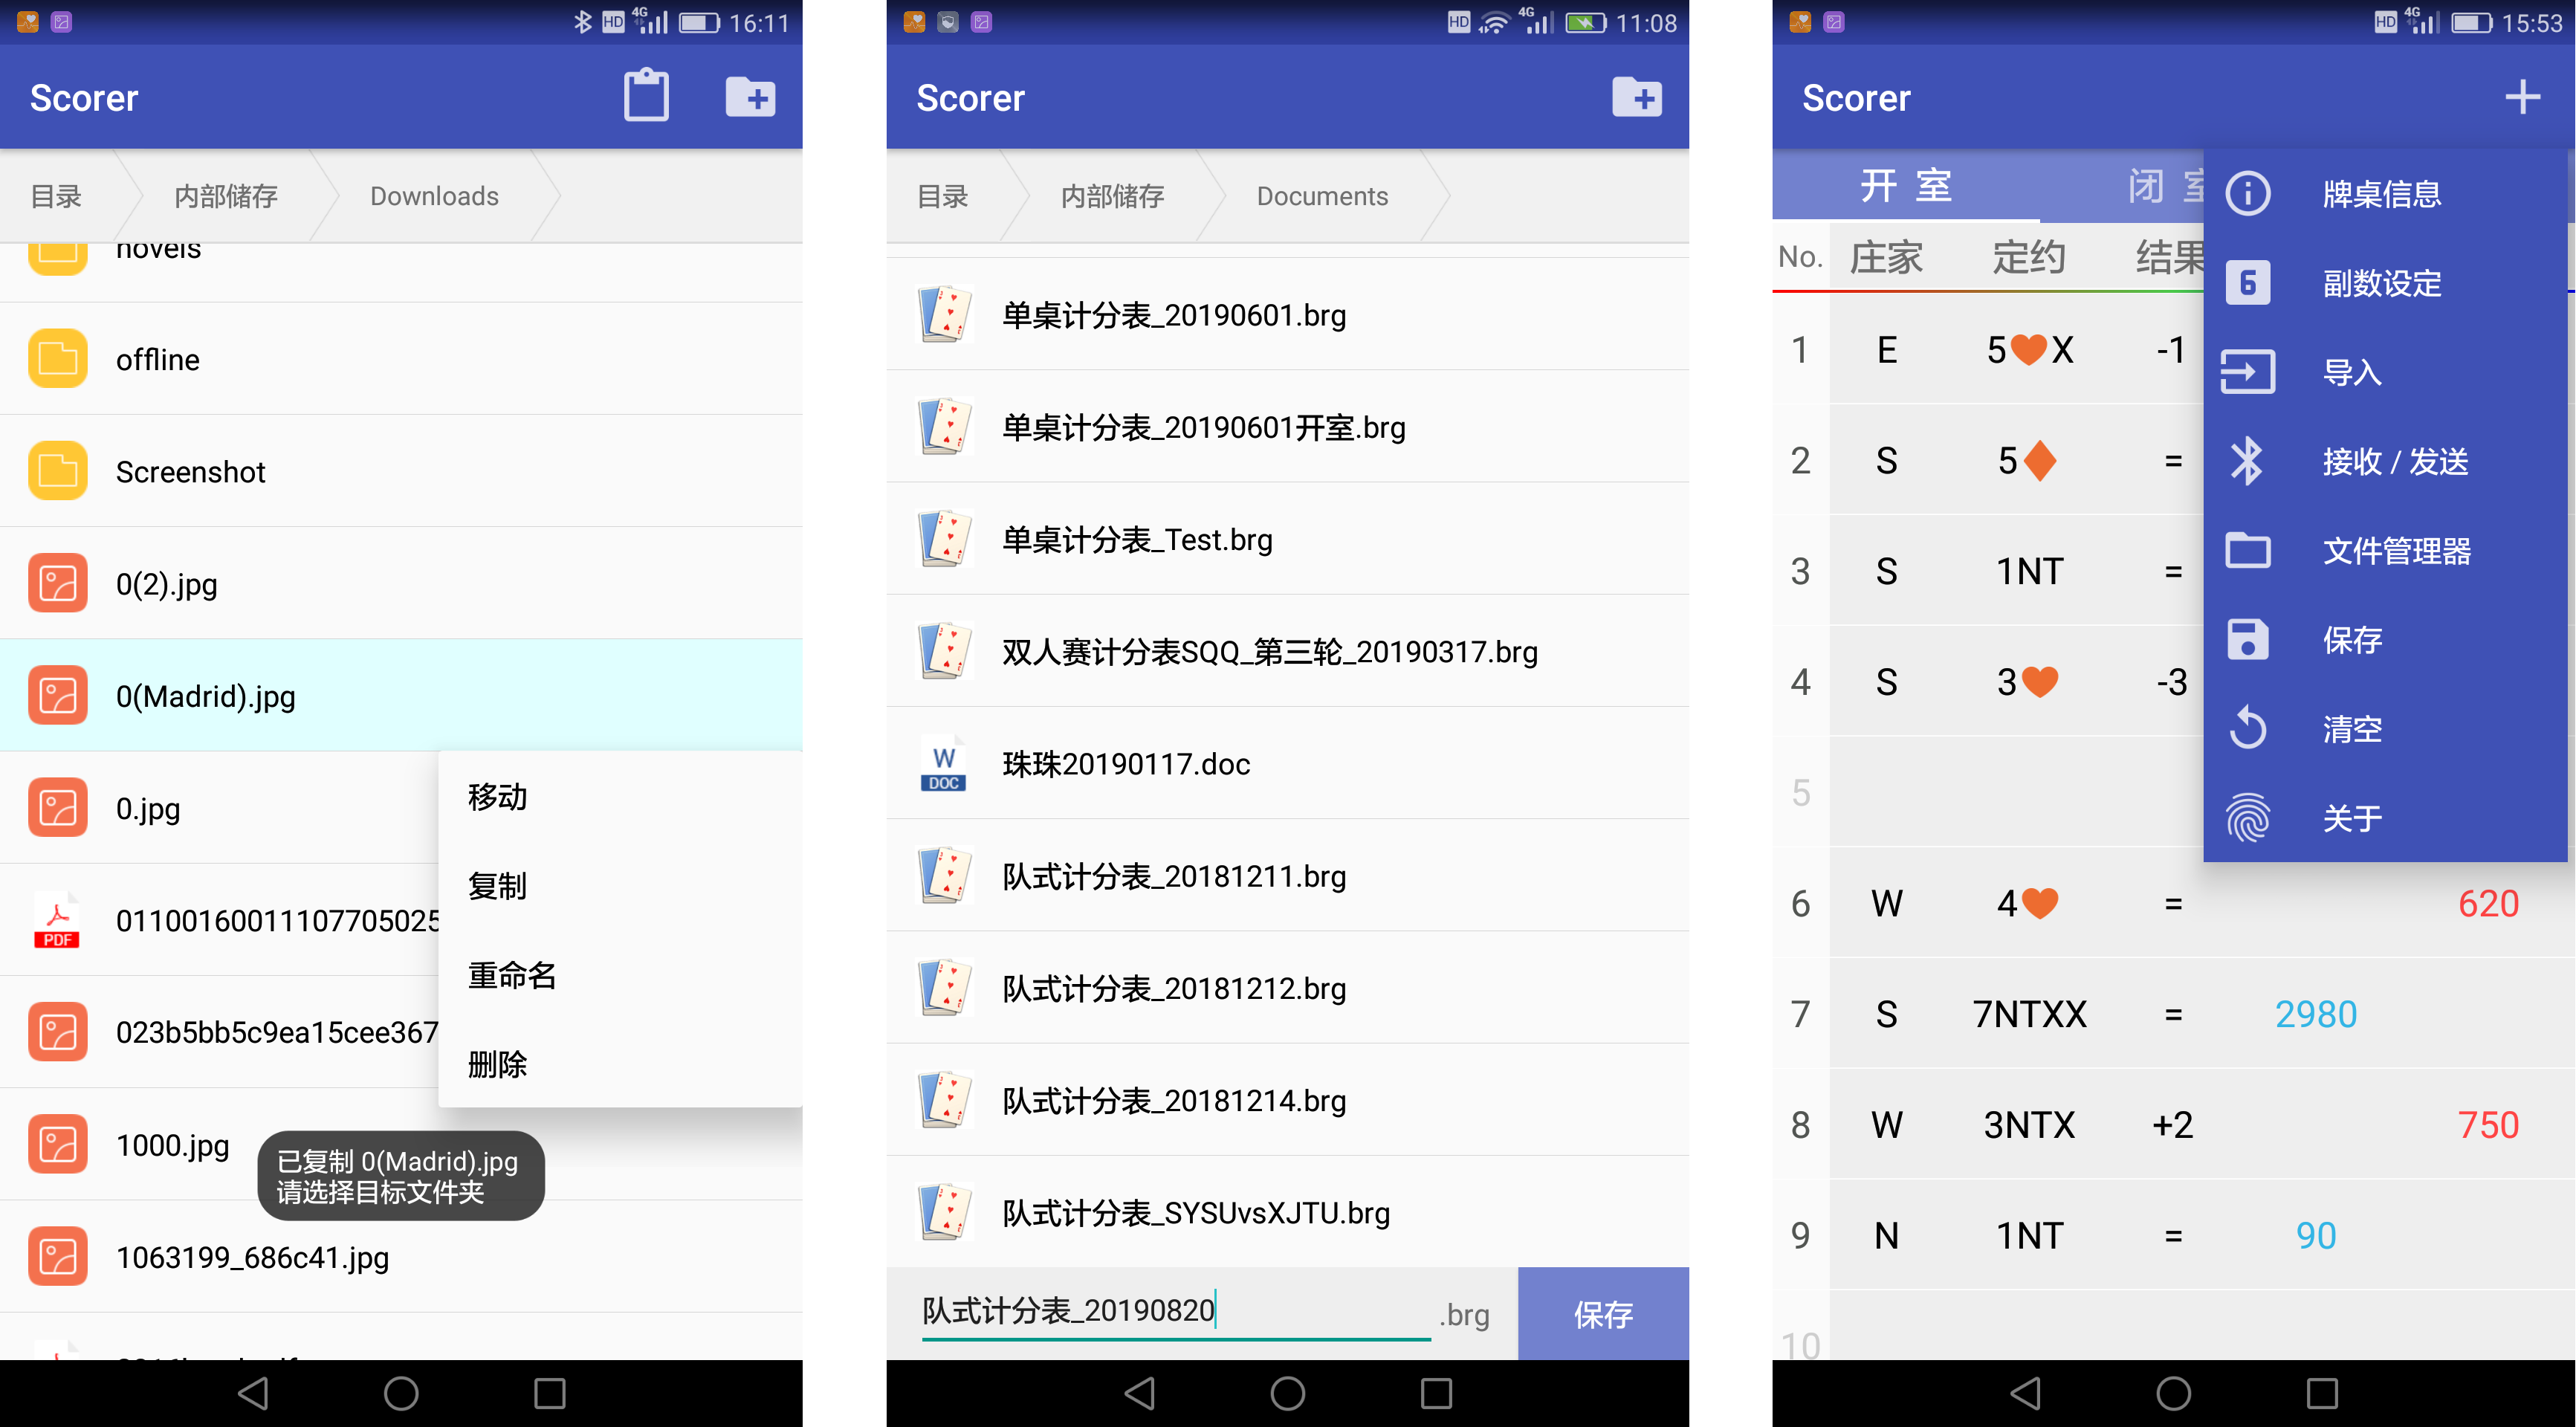 16:11
Scorer
目录 内部储存 Downloads
novels
offline
Screenshot
0(2).jpg
0(Madrid).jpg
0.jpg
移动
复制
重命名
删除
01100160011107705025
023b5bb5c9ea15cee367
1000.jpg
已复制 0(Madrid).jpg
请选择目标文件夹
1063199_686c41.jpg
11:08
Scorer
目录 内部储存 Documents
单桌计分表_20190601.brg
单桌计分表_20190601开室.brg
单桌计分表_Test.brg
双人赛计分表SQQ_第三轮_20190317.brg
珠珠20190117.doc
队式计分表_20181211.brg
队式计分表_20181212.brg
队式计分表_20181214.brg
队式计分表_SYSUvsXJTU.brg
队式计分表_20190820 .brg 保存
15:53
Scorer
开室 闭室
No. 庄家 定约 结果
1 E 5♥X -1
2 S 5♦ =
3 S 1NT =
4 S 3♥ -3
5
6 W 4♥ = 620
7 S 7NTXX = 2980
8 W 3NTX +2 750
9 N 1NT = 90
10
牌桌信息
副数设定
导入
接收 / 发送
文件管理器
保存
清空
关于